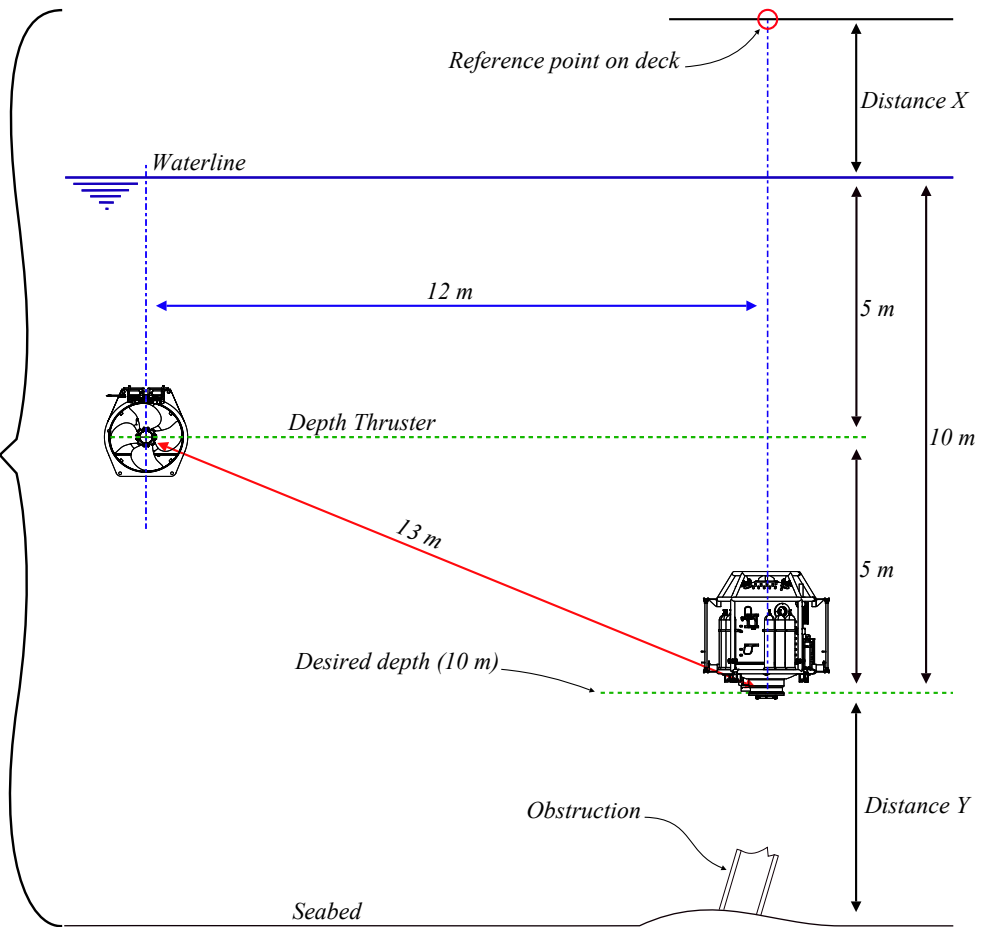 Reference point on deck
Distance X
Waterline
12 m
5 m
Depth Thruster
10 m
13 m
5 m
Desired depth (10 m)
Distance Y
Obstruction
Seabed